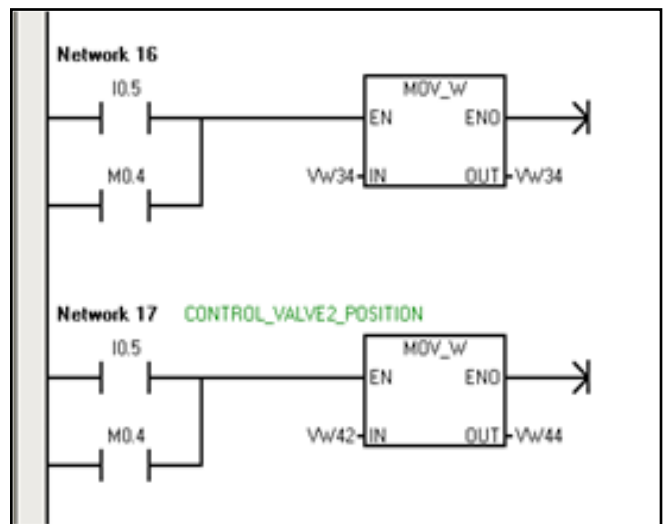 Network 16
I0.5
MOV_W
EN ENO
M0.4
VW34 IN OUT VW34
Network 17 CONTROL_VALVE2_POSITION
I0.5
MOV_W
EN ENO
M0.4
VW42 IN OUT VW44